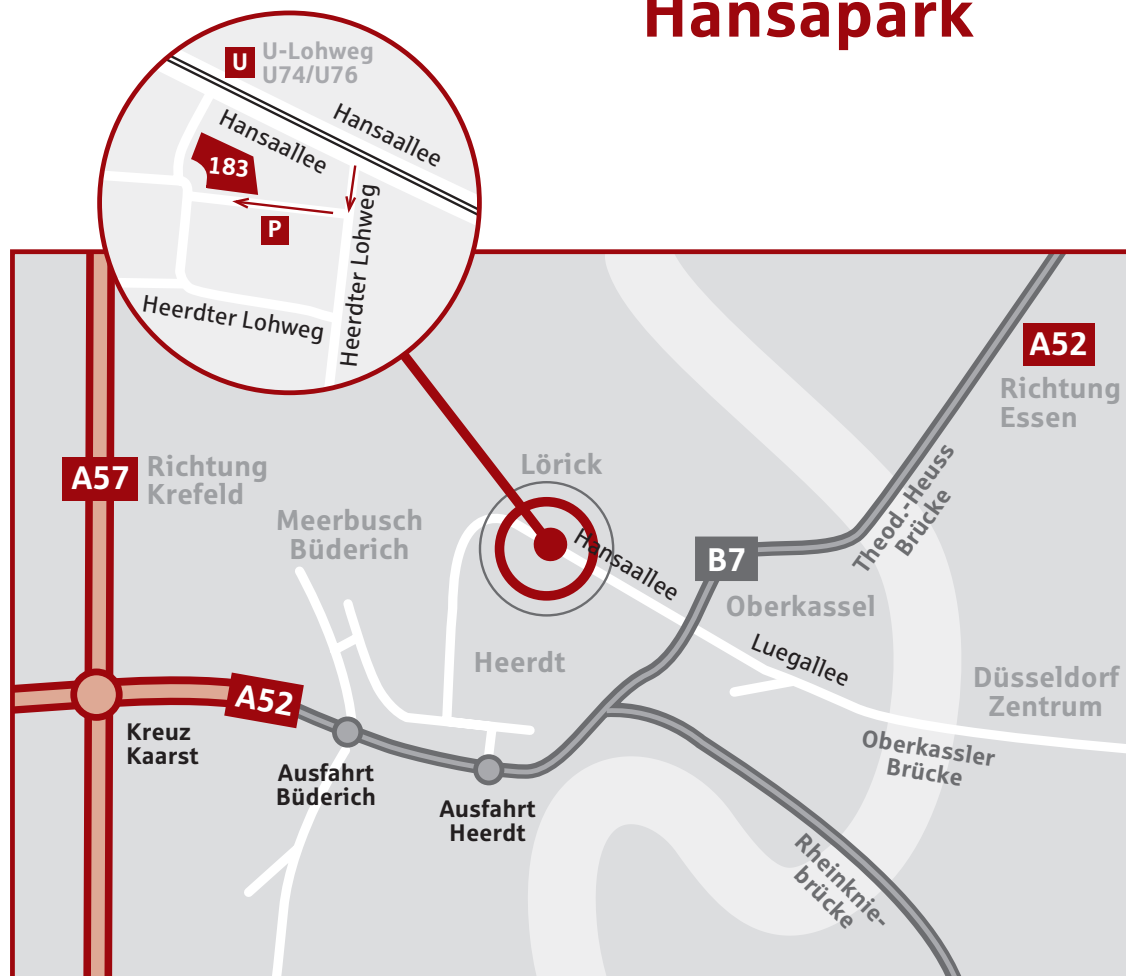 Hansapark
U
U-Lohweg
U74/U76
Hansaallee
Hansaallee
183
P
Heerdter Lohweg
Heerdter Lohweg
A52
Richtung
Essen
A57
Richtung
Krefeld
Lörick
Meerbusch
Büderich
Theod.-Heuss
Brücke
Hansaallee
B7
Oberkassel
Heerdt
Luegallee
Düsseldorf
Zentrum
A52
Kreuz
Kaarst
Oberkassler
Brücke
Ausfahrt
Büderich
Ausfahrt
Heerdt
Rheinknie-
brücke